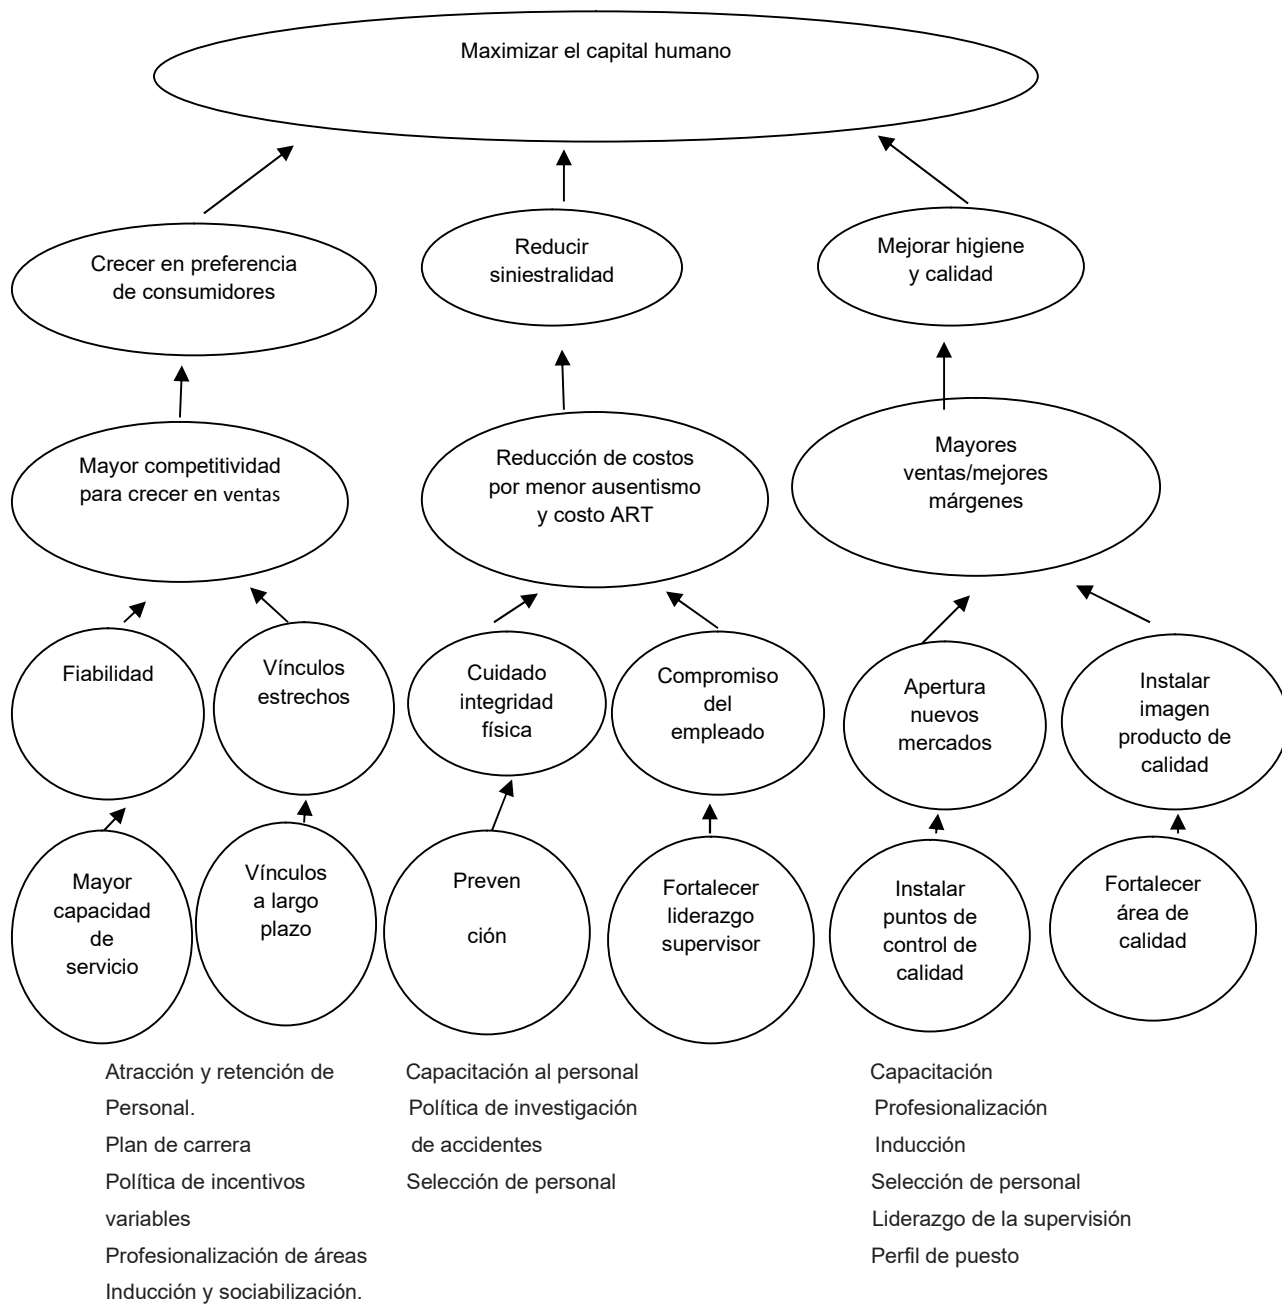 Maximizar el capital humano
Crecer en preferencia
de consumidores
Reducir
siniestralidad
Mejorar higiene
y calidad
Mayor competitividad
para crecer en ventas
Reducción de costos
por menor ausentismo
y costo ART
Mayores
ventas/mejores
márgenes
Fiabilidad
Vínculos
estrechos
Cuidado
integridad
física
Compromiso
del
empleado
Apertura
nuevos
mercados
Instalar
imagen
producto de
calidad
Mayor
capacidad
de
servicio
Vínculos
a largo
plazo
Preven
ción
Fortalecer
liderazgo
supervisor
Instalar
puntos de
control de
calidad
Fortalecer
área de
calidad
Atracción y retención de
Personal.
Plan de carrera
Política de incentivos
variables
Profesionalización de áreas
Inducción y sociabilización.
Capacitación al personal
Política de investigación
de accidentes
Selección de personal
Capacitación
Profesionalización
Inducción
Selección de personal
Liderazgo de la supervisión
Perfil de puesto